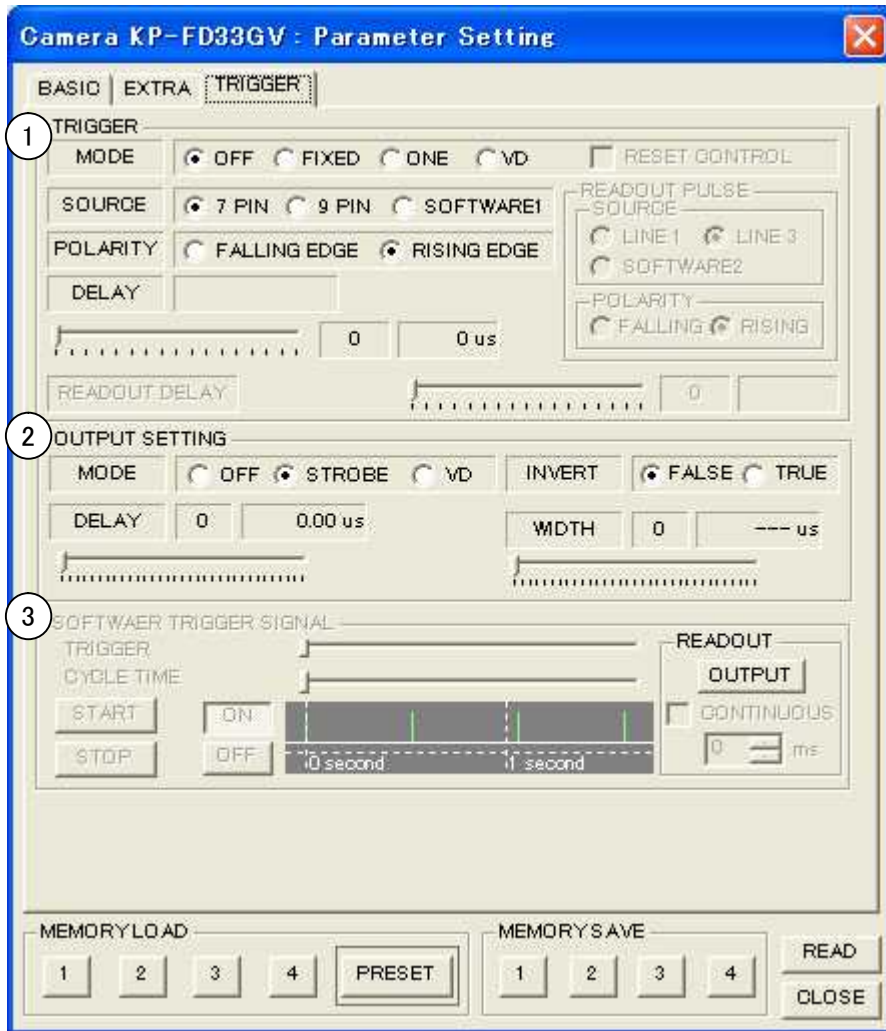 Camera KP-FD33GV : Parameter Setting
BASIC EXTRA TRIGGER
1 TRIGGER
MODE OFF FIXED ONE VD RESET CONTROL
READOUT PULSE
SOURCE 7 PIN 9 PIN SOFTWARE1 SOURCE
LINE 1 LINE 3
POLARITY FALLING EDGE RISING EDGE
SOFTWARE2
DELAY
POLARITY
0 0 us FALLING RISING
READOUT DELAY 0
2 OUTPUT SETTING
MODE OFF STROBE VD INVERT FALSE TRUE
DELAY 0 0.00 us WIDTH 0 --- us
3 SOFTWAER TRIGGER SIGNAL
TRIGGER READOUT
CYCLE TIME OUTPUT
START ON CONTINUOUS
STOP OFF 0 second 1 second 0 ms
MEMORY LOAD MEMORY SAVE
1 2 3 4 PRESET 1 2 3 4 READ
CLOSE